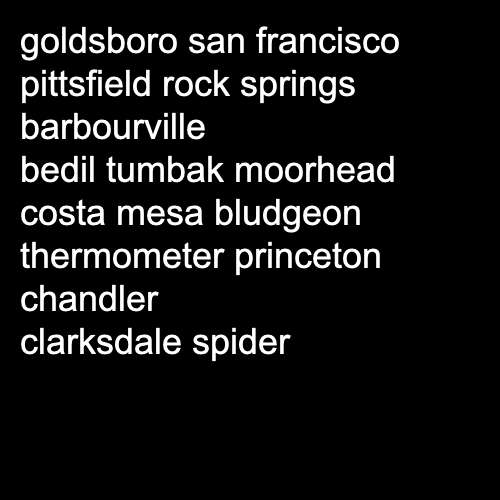 goldsboro san francisco
pittsfield rock springs
barbourville
bedil tumbak moorhead
costa mesa bludgeon
thermometer princeton
chandler
clarksdale spider